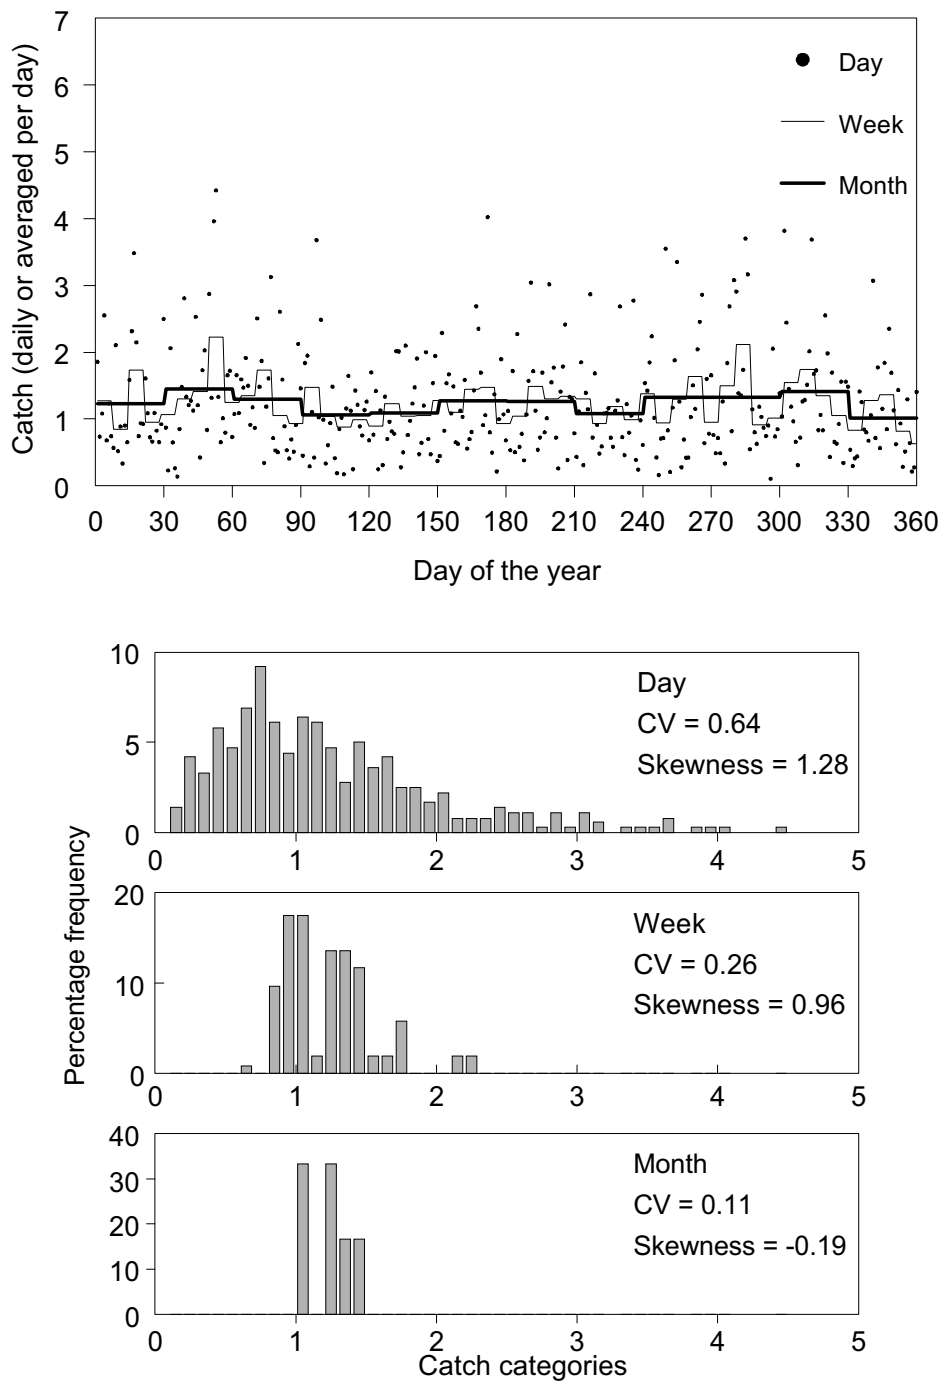 7
6
5
4
3
2
1
0
Catch (daily or averaged per day)
Day
Week
Month
0 30 60 90 120 150 180 210 240 270 300 330 360
Day of the year
Percentage frequency
10
5
0
Day
CV = 0.64
Skewness = 1.28
0 1 2 3 4 5
20
10
0
Week
CV = 0.26
Skewness = 0.96
0 1 2 3 4 5
40
30
20
10
0
Month
CV = 0.11
Skewness = -0.19
0 1 2 3 4 5
Catch categories